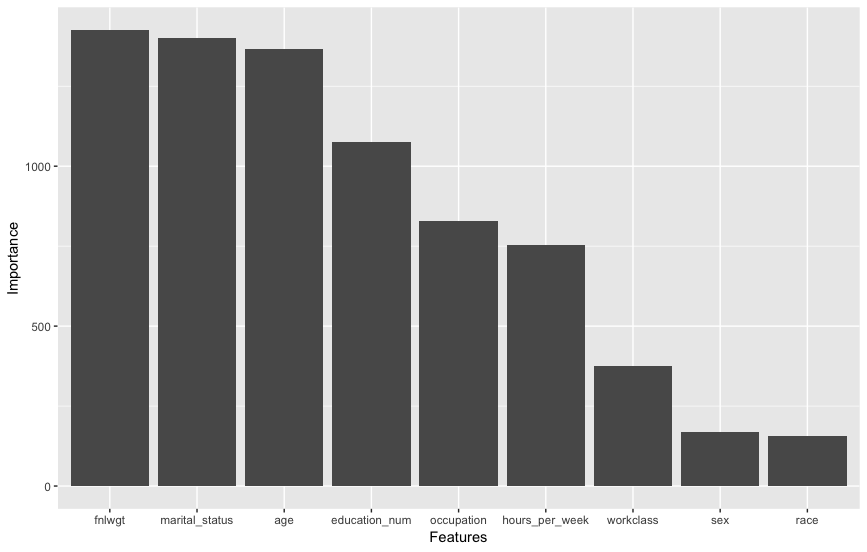 Importance
1000
500
0
fnlwgt marital_status age education_num occupation hours_per_week workclass sex race
Features